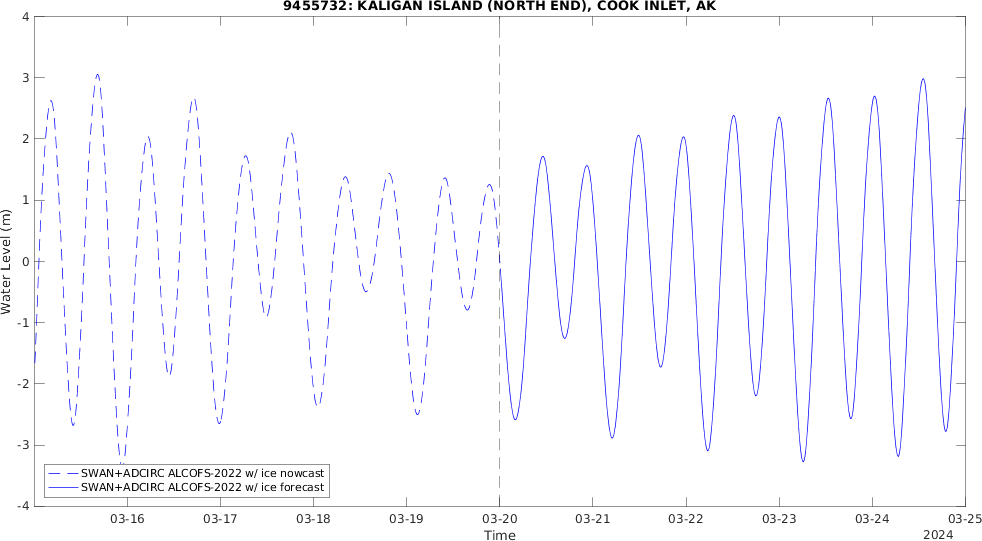 9455732: KALIGAN ISLAND (NORTH END), COOK INLET, AK
4
3
2
1
0
-1
-2
-3
-4
Water Level (m)
SWAN+ADCIRC ALCOFS-2022 w/ ice nowcast
SWAN+ADCIRC ALCOFS-2022 w/ ice forecast
03-16 03-17 03-18 03-19 03-20 03-21 03-22 03-23 03-24 03-25
Time
2024